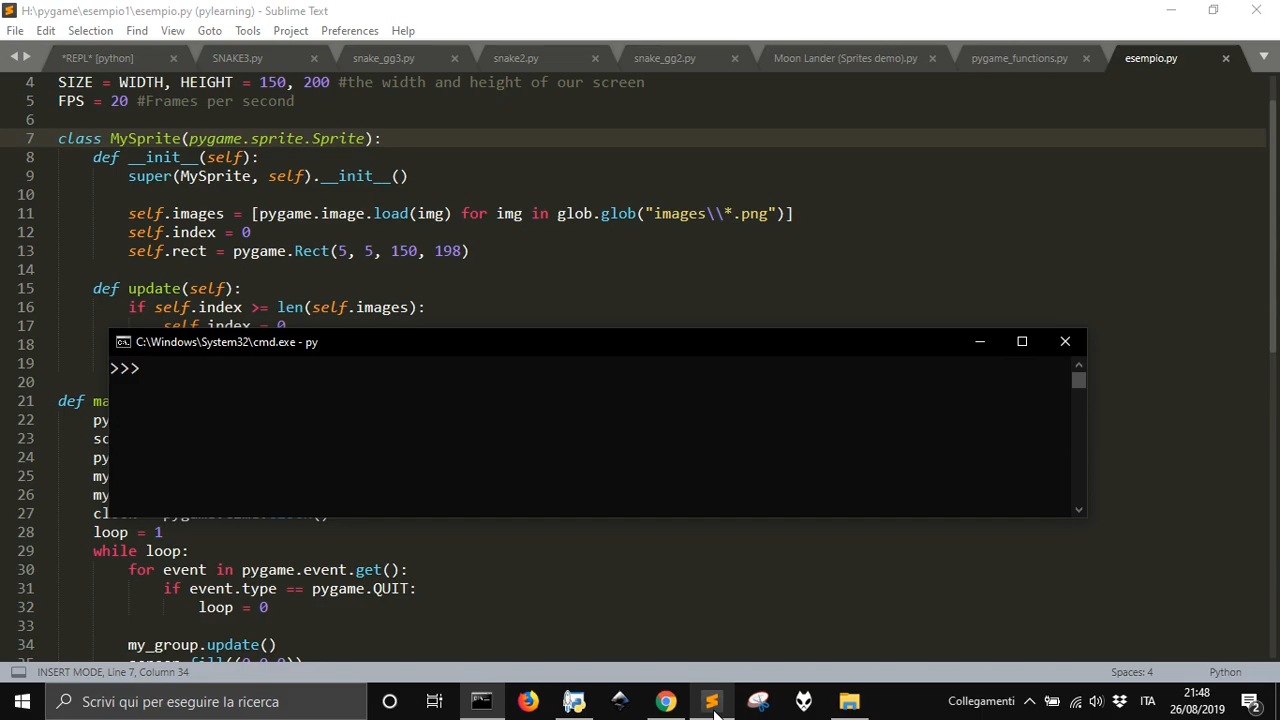 H:\pygame\esempio1\esempio.py (pylearning) - Sublime Text
File Edit Selection Find View Goto Tools Project Preferences Help
*REPL* [python] SNAKE3.py snake_gg3.py snake2.py snake_gg2.py Moon Lander (Sprites demo).py pygame_functions.py esempio.py
4 SIZE = WIDTH, HEIGHT = 150, 200 #the width and height of our screen
5 FPS = 20 #Frames per second
6
7 class MySprite(pygame.sprite.Sprite):
8 def __init__(self):
9 super(MySprite, self).__init__()
10
11 self.images = [pygame.image.load(img) for img in glob.glob("images\\*.png")]
12 self.index = 0
13 self.rect = pygame.Rect(5, 5, 150, 198)
14
15 def update(self):
16 if self.index >= len(self.images):
17 self.index = 0
18
C:\Windows\System32\cmd.exe - py
19
>>>
20
21 def ma
22 py
23 sc
24 py
25 my
26 my
27 cl
28 loop = 1
29 while loop:
30 for event in pygame.event.get():
31 if event.type == pygame.QUIT:
32 loop = 0
33
34 my_group.update()
INSERT MODE, Line 7, Column 34 Spaces: 4 Python
Scrivi qui per eseguire la ricerca Collegamenti ITA 21:48
26/08/2019 2